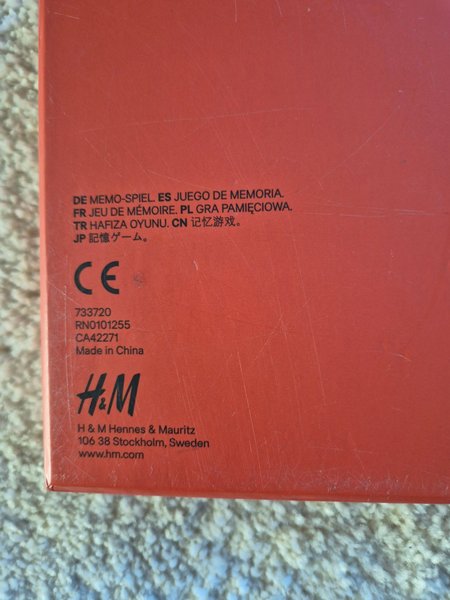 DE MEMO-SPIEL. ES JUEGO DE MEMORIA.
FR JEU DE MÉMOIRE. PL GRA PAMIĘCIOWA.
TR HAFIZA OYUNU. CN 记忆游戏。
JP 記憶ゲーム。
CE
733720
RN0101255
CA42271
Made in China
H&M
H & M Hennes & Mauritz
106 38 Stockholm, Sweden
www.hm.com